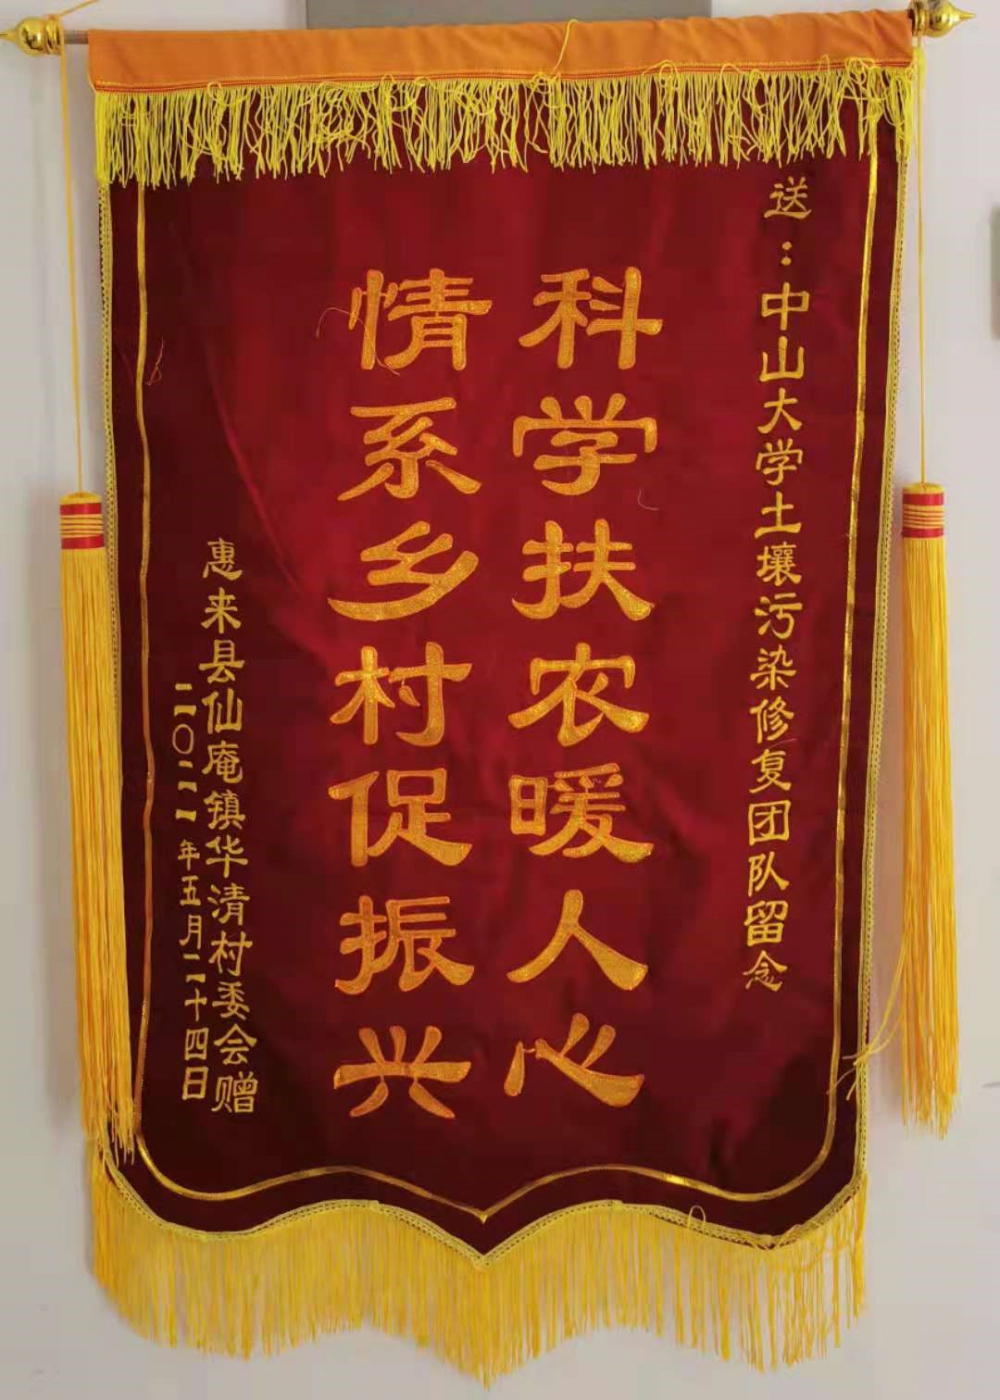 送：中山大学土壤污染修复团队留念
科学扶农暖人心
情系乡村促振兴
惠来县仙庵镇华清村委会赠
二〇二一年五月二十四日